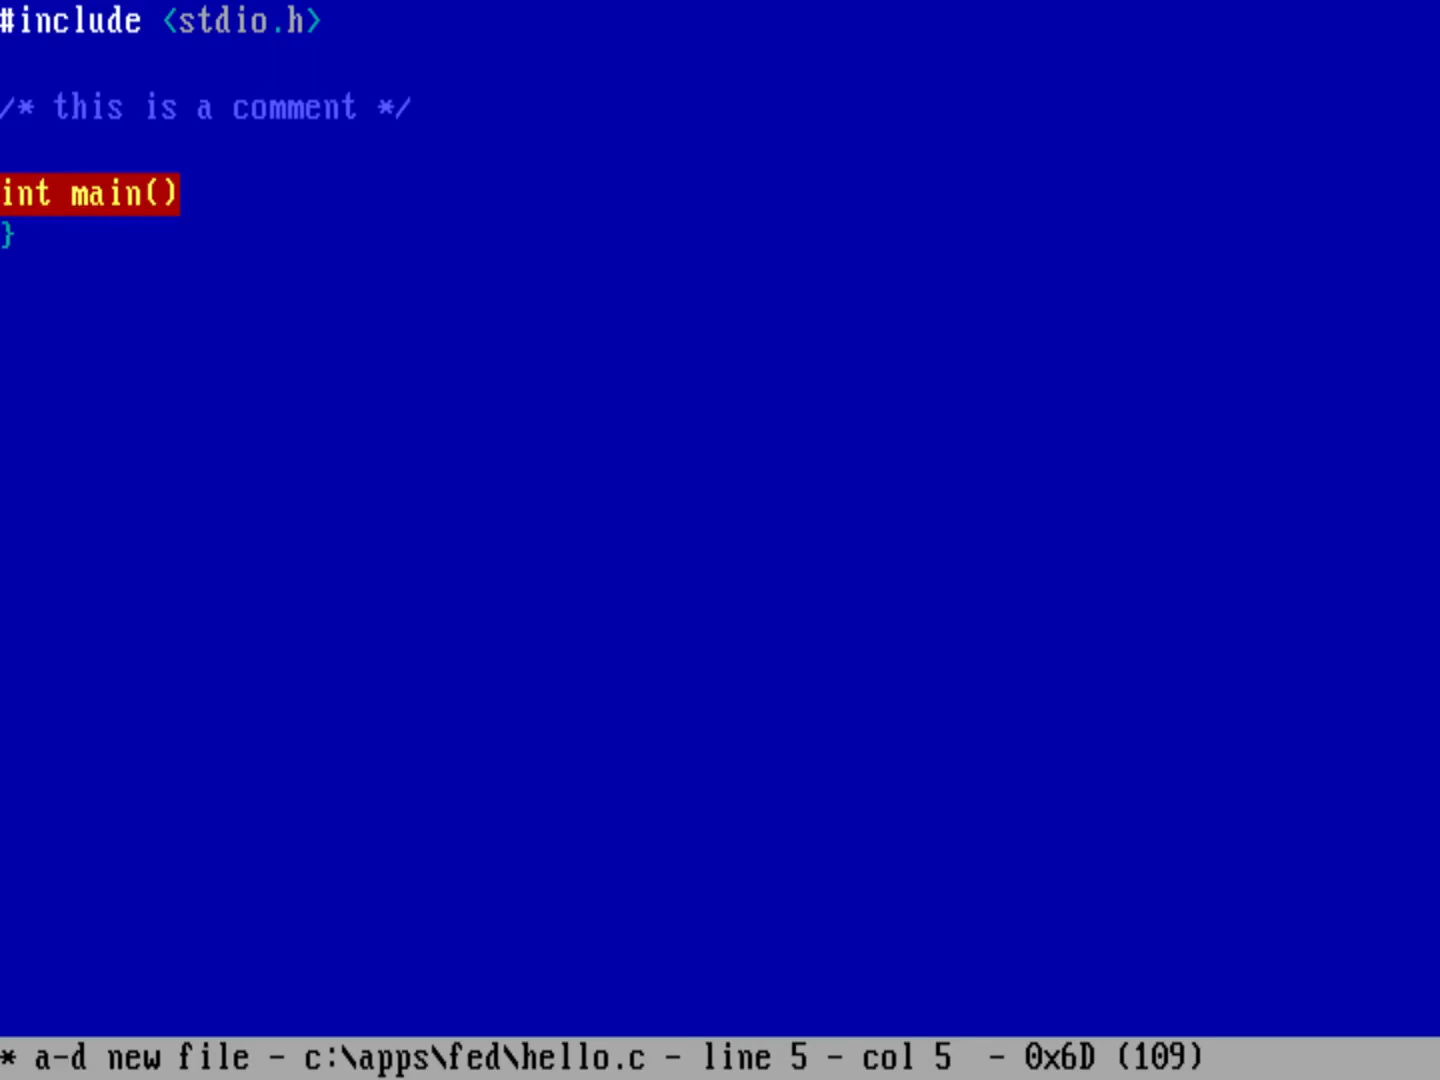 #include <stdio.h>
/* this is a comment */
int main()
}
* a-d new file - c:\apps\fed\hello.c - line 5 - col 5 - 0x6D (109)